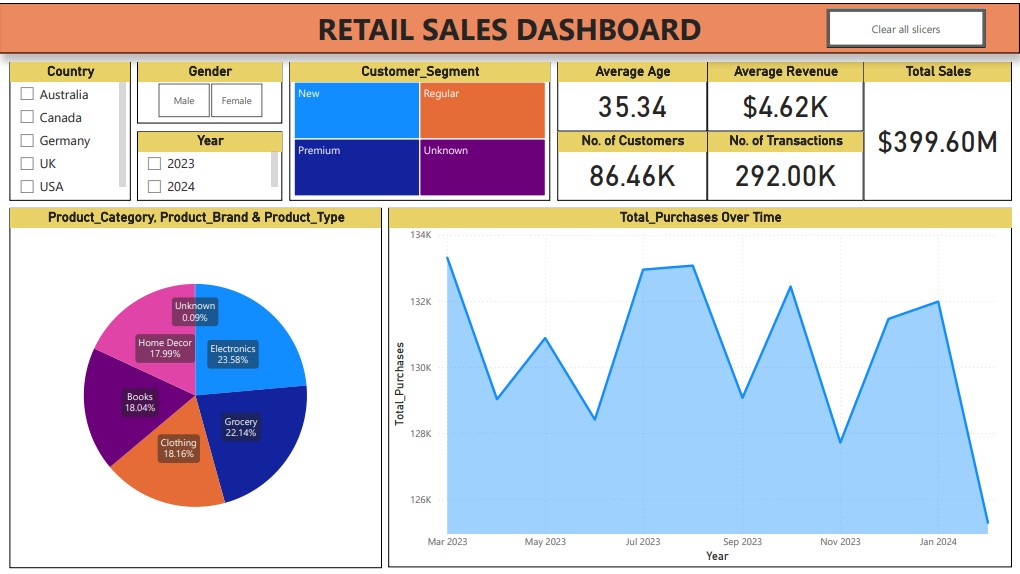 RETAIL SALES DASHBOARD
Clear all slicers
Country
Australia
Canada
Germany
UK
USA
Gender
Male Female
Year
2023
2024
Customer_Segment
New Regular
Premium Unknown
Average Age
35.34
Average Revenue
$4.62K
Total Sales
$399.60M
No. of Customers
86.46K
No. of Transactions
292.00K
Product_Category, Product_Brand & Product_Type
Unknown
0.09%
Home Decor
17.99%
Electronics
23.58%
Books
18.04%
Grocery
22.14%
Clothing
18.16%
Total_Purchases Over Time
Total_Purchases
134K
132K
130K
128K
126K
Mar 2023 May 2023 Jul 2023 Sep 2023 Nov 2023 Jan 2024
Year